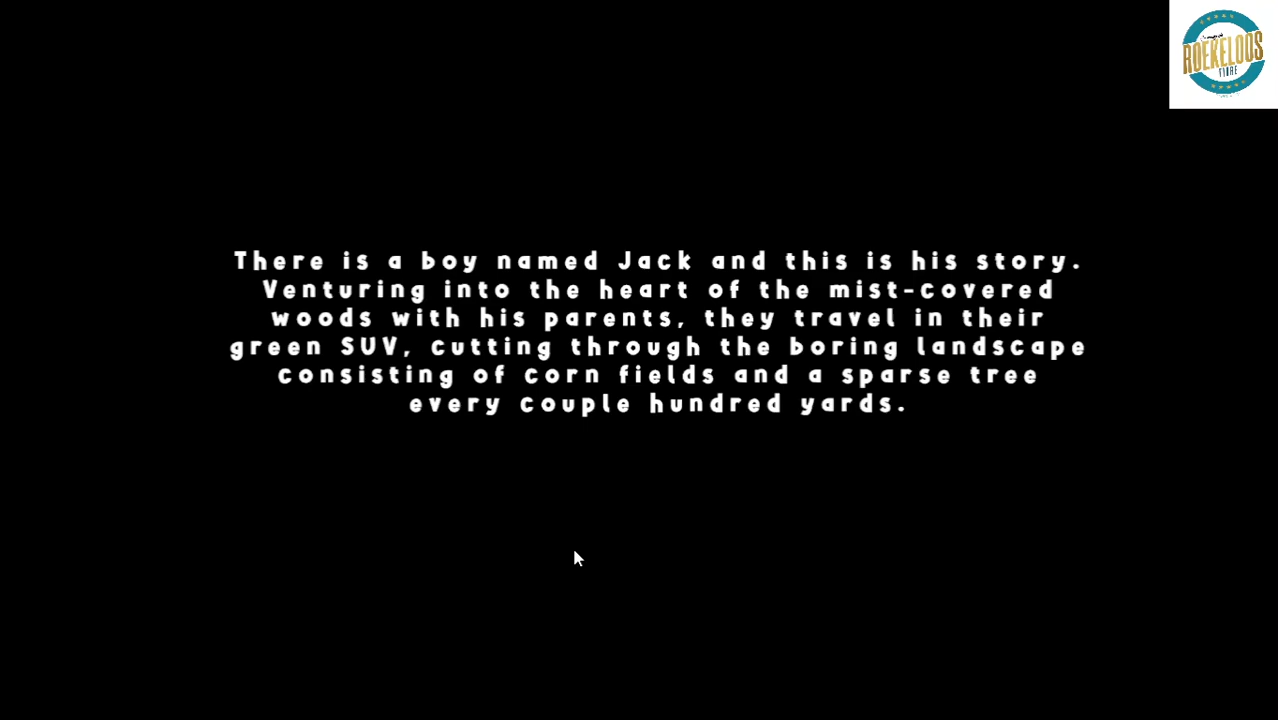 ROEKELOOS
There is a boy named Jack and this is his story.
Venturing into the heart of the mist-covered
woods with his parents, they travel in their
green SUV, cutting through the boring landscape
consisting of corn fields and a sparse tree
every couple hundred yards.